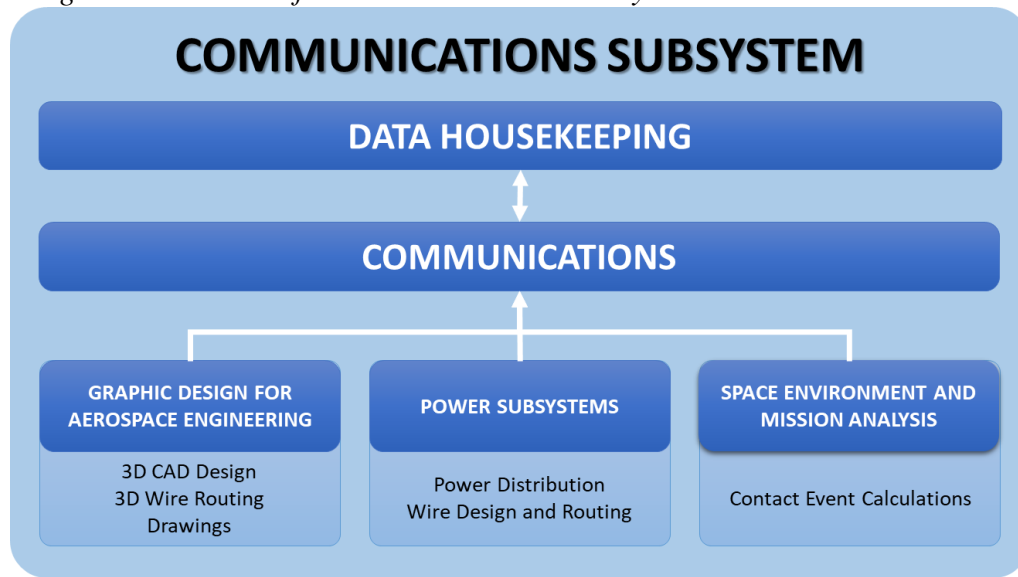 COMMUNICATIONS SUBSYSTEM
DATA HOUSEKEEPING
COMMUNICATIONS
GRAPHIC DESIGN FOR
AEROSPACE ENGINEERING
3D CAD Design
3D Wire Routing
Drawings
POWER SUBSYSTEMS
Power Distribution
Wire Design and Routing
SPACE ENVIRONMENT AND
MISSION ANALYSIS
Contact Event Calculations